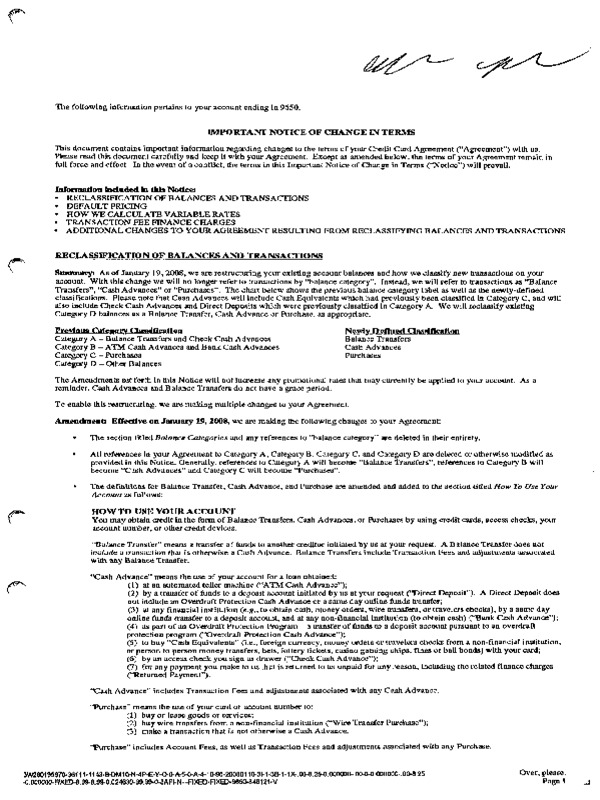 The following information pertains to your account ending in 9550.
IMPORTANT NOTICE OF CHANGE IN TERMS
This document contains important information regarding changes to the terms of your Credit Card Agreement ("Agreement") with us.
Please read this document carefully and keep it with your Agreement. Except as amended below, the terms of your Agreement remain in
full force and effect. In the event of a conflict, the terms in this Important Notice of Change in Terms ("Notice") will prevail.
Information included in this Notice:
• RECLASSIFICATION OF BALANCES AND TRANSACTIONS
• DEFAULT PRICING
• HOW WE CALCULATE VARIABLE RATES
• TRANSACTION FEE FINANCE CHARGES
• ADDITIONAL CHANGES TO YOUR AGREEMENT RESULTING FROM RECLASSIFYING BALANCES AND TRANSACTIONS
RECLASSIFICATION OF BALANCES AND TRANSACTIONS
Summary: As of January 19, 2008, we are restructuring your existing account balances and how we classify new transactions on your
account. With this change we will no longer refer to transactions by "balance category". Instead, we will refer to transactions as "Balance
Transfers", "Cash Advances" or "Purchases". The chart below shows the previous balance category label as well as the newly-defined
classifications. Please note that Cash Advances will include Cash Equivalents which had previously been classified in Category C, and will
also include Check Cash Advances and Direct Deposits which were previously classified in Category A. We will reclassify existing
Category D balances as a Balance Transfer, Cash Advance or Purchase, as appropriate.
Previous Category Classification Newly Defined Classification
Category A – Balance Transfers and Check Cash Advances Balance Transfers
Category B – ATM Cash Advances and Bank Cash Advances Cash Advances
Category C – Purchases Purchases
Category D – Other Balances
The Amendments set forth in this Notice will not increase any promotional rates that may currently be applied to your account. As a
reminder, Cash Advances and Balance Transfers do not have a grace period.
To enable this restructuring, we are making multiple changes to your Agreement.
Amendment: Effective on January 19, 2008, we are making the following changes to your Agreement:
• The section titled Balance Categories and any references to "balance category" are deleted in their entirety.
• All references in your Agreement to Category A, Category B, Category C, and Category D are deleted or otherwise modified as
provided in this Notice. Generally, references to Category A will become "Balance Transfers", references to Category B will
become "Cash Advances" and Category C will become "Purchases".
• The definitions for Balance Transfer, Cash Advance, and Purchase are amended and added to the section titled How To Use Your
Account as follows:
HOW TO USE YOUR ACCOUNT
You may obtain credit in the form of Balance Transfers, Cash Advances, or Purchases by using credit cards, access checks, your
account number, or other credit devices.
"Balance Transfer" means a transfer of funds to another creditor initiated by us at your request. A Balance Transfer does not
include a transaction that is otherwise a Cash Advance. Balance Transfers include Transaction Fees and adjustments associated
with any Balance Transfer.
"Cash Advance" means the use of your account for a loan obtained:
(1) at an automated teller machine ("ATM Cash Advance");
(2) by a transfer of funds to a deposit account initiated by us at your request ("Direct Deposit"). A Direct Deposit does
not include an Overdraft Protection Cash Advance or a same day online funds transfer;
(3) at any financial institution (e.g., to obtain cash, money orders, wire transfers, or travelers checks), by a same day
online funds transfer to a deposit account, and at any non-financial institution (to obtain cash) ("Bank Cash Advance");
(4) as part of an Overdraft Protection Program a transfer of funds to a deposit account pursuant to an overdraft
protection program ("Overdraft Protection Cash Advance");
(5) to buy "Cash Equivalents" (i.e., foreign currency, money orders or travelers checks from a non-financial institution,
or person to person money transfers, bets, lottery tickets, casino gaming chips, fines or bail bonds) with your card;
(6) by an access check you sign as drawer ("Check Cash Advance");
(7) for any payment you make to us that is returned to us unpaid for any reason, including the related finance charges
("Returned Payment").
"Cash Advance" includes Transaction Fees and adjustments associated with any Cash Advance.
"Purchase" means the use of your card or account number to:
(1) buy or lease goods or services;
(2) buy wire transfers from a non-financial institution ("Wire Transfer Purchase");
(3) make a transaction that is not otherwise a Cash Advance.
"Purchase" includes Account Fees, as well as Transaction Fees and adjustments associated with any Purchase.
Over, please.
Page 1